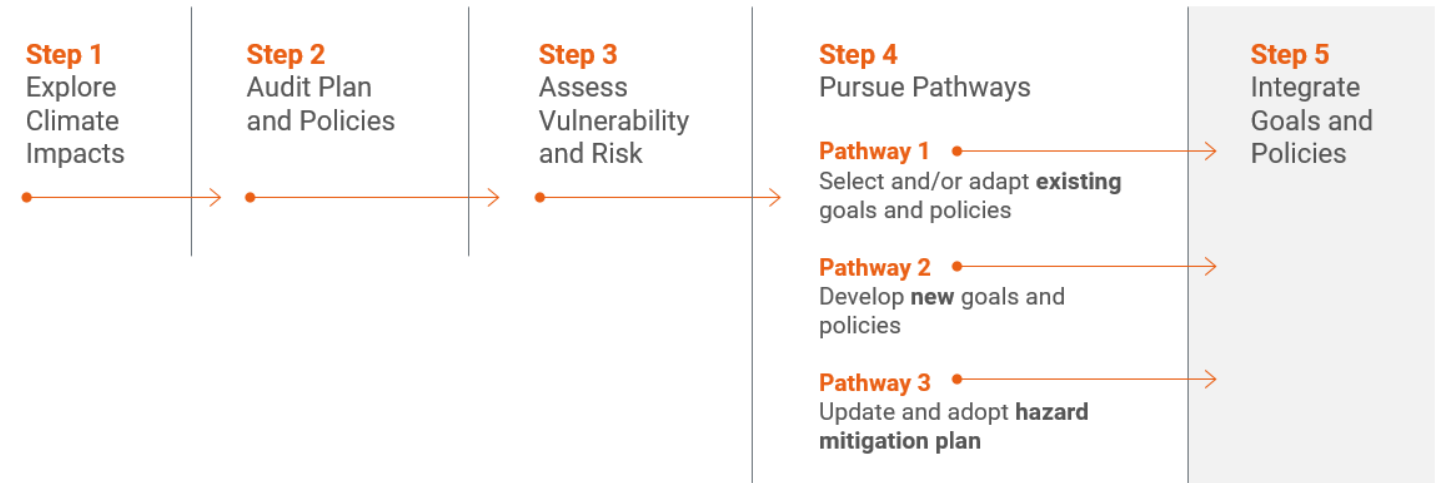 Step 1
Explore
Climate
Impacts
Step 2
Audit Plan
and Policies
Step 3
Assess
Vulnerability
and Risk
Step 4
Pursue Pathways
Pathway 1
Select and/or adapt existing
goals and policies
Pathway 2
Develop new goals and
policies
Pathway 3
Update and adopt hazard
mitigation plan
Step 5
Integrate
Goals and
Policies